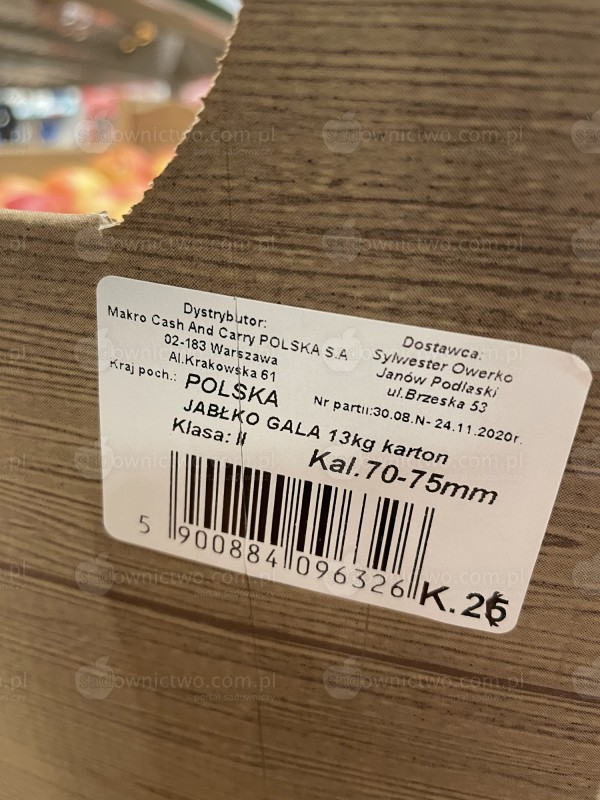 Dystrybutor:
Makro Cash And Carry POLSKA S.A
02-183 Warszawa
Al.Krakowska 61
Kraj poch.: POLSKA
Dostawca:
Sylwester Owerko
Janów Podlaski
ul.Brzeska 53
Nr partii:30.08.N- 24.11.2020r.
JABŁKO GALA 13kg karton
Klasa: II
Kal.70-75mm
5 900884 096326
K.26
sadownictwo.com.pl